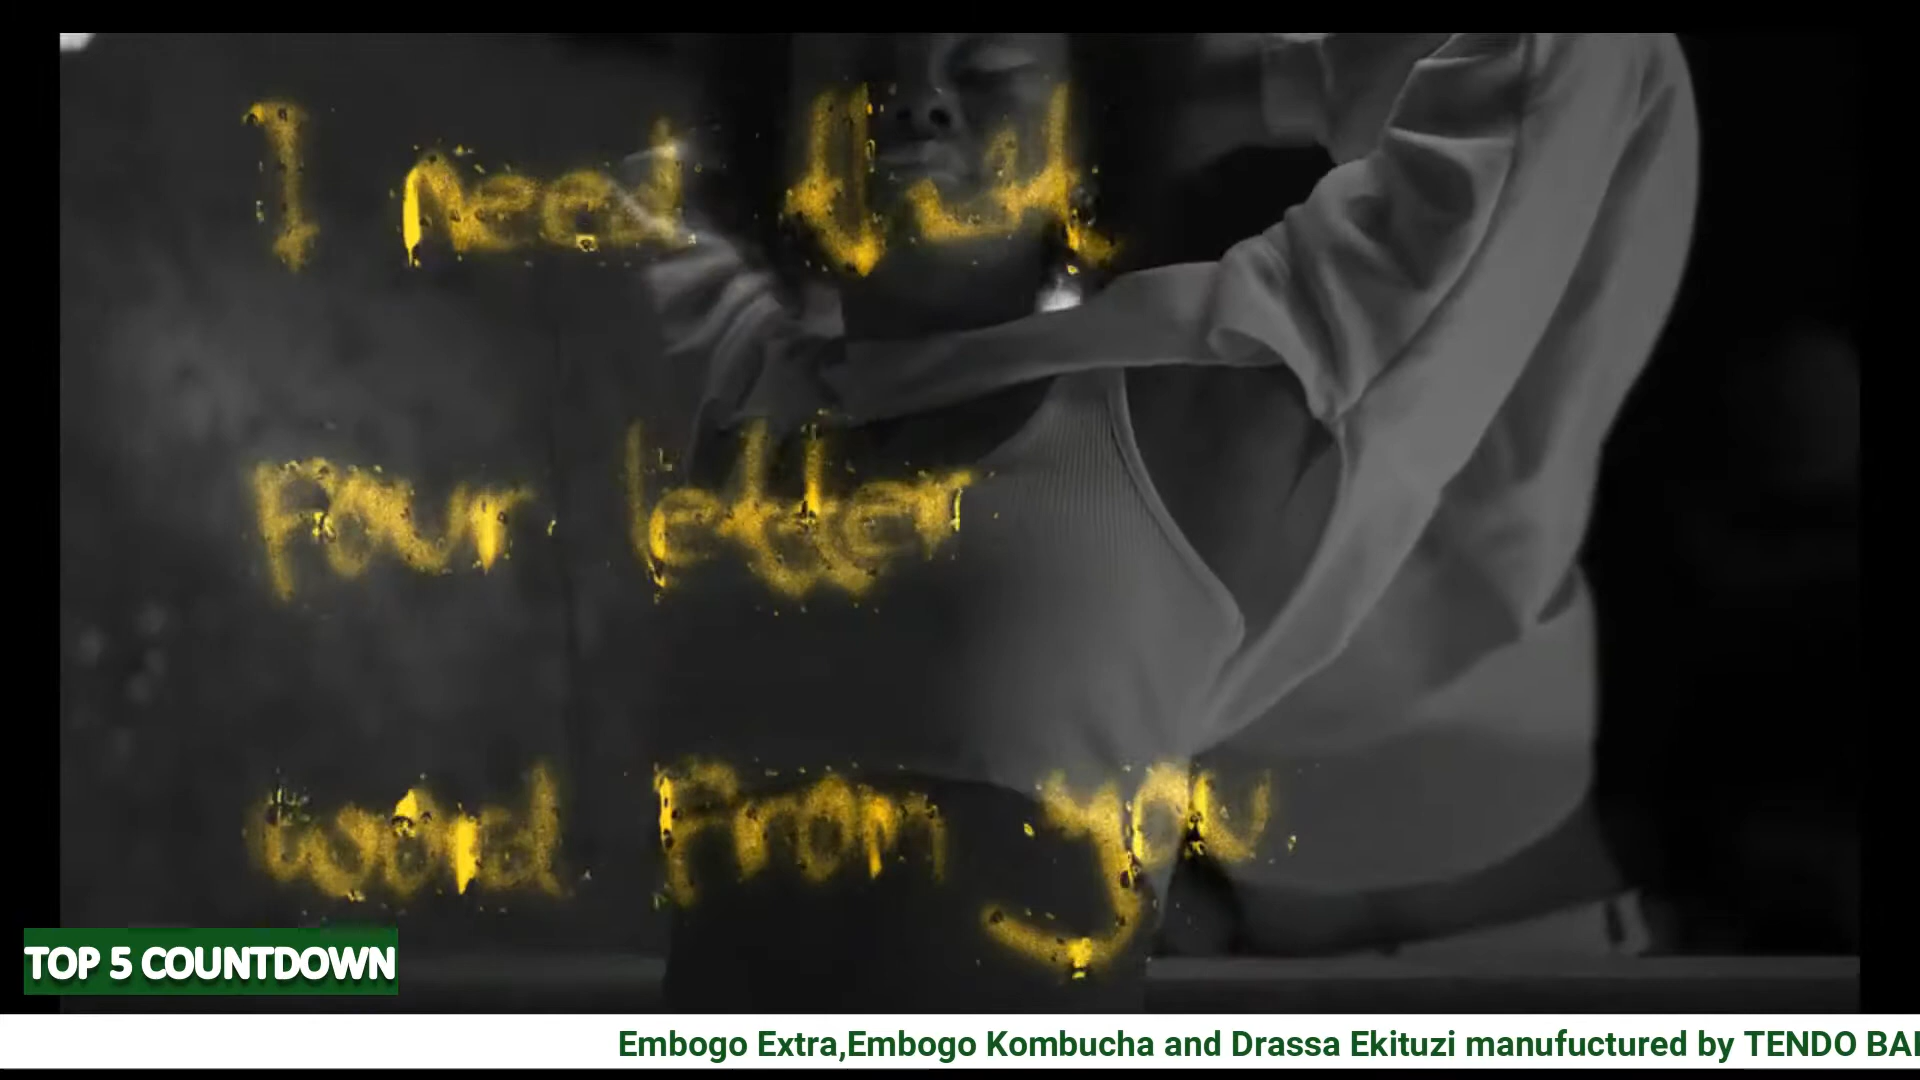 I need
four letter
word from you
TOP 5 COUNTDOWN
Embogo Extra,Embogo Kombucha and Drassa Ekituzi manufuctured by TENDO BA